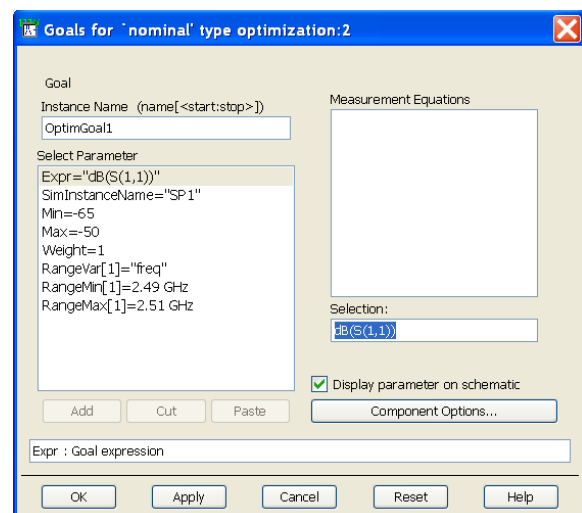 Goals for `nominal' type optimization:2
Goal
Instance Name (name[<start:stop>])
OptimGoal1
Select Parameter
Expr="dB(S(1,1))"
SimInstanceName="SP1"
Min=-65
Max=-50
Weight=1
RangeVar[1]="freq"
RangeMin[1]=2.49 GHz
RangeMax[1]=2.51 GHz
Add
Cut
Paste
Measurement Equations
Selection:
dB(S(1,1))
Display parameter on schematic
Component Options...
Expr : Goal expression
OK
Apply
Cancel
Reset
Help